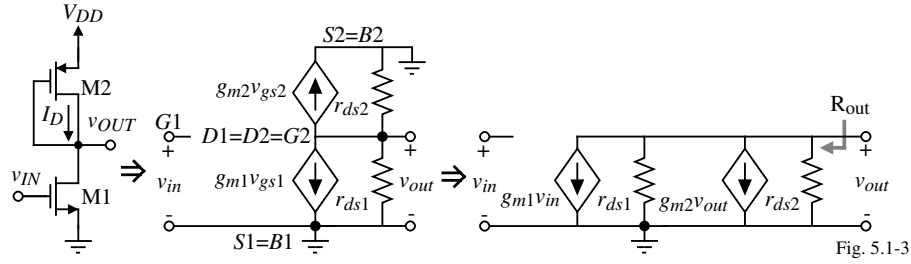 V_DD
M2
I_D
v_OUT
v_IN
M1
G1
+
v_in
-
S2=B2
g_m2v_gs2
r_ds2
D1=D2=G2
g_m1v_gs1
r_ds1
+
v_out
-
S1=B1
+
v_in
-
g_m1v_in
r_ds1
g_m2v_out
r_ds2
R_out
+
v_out
-
Fig. 5.1-3